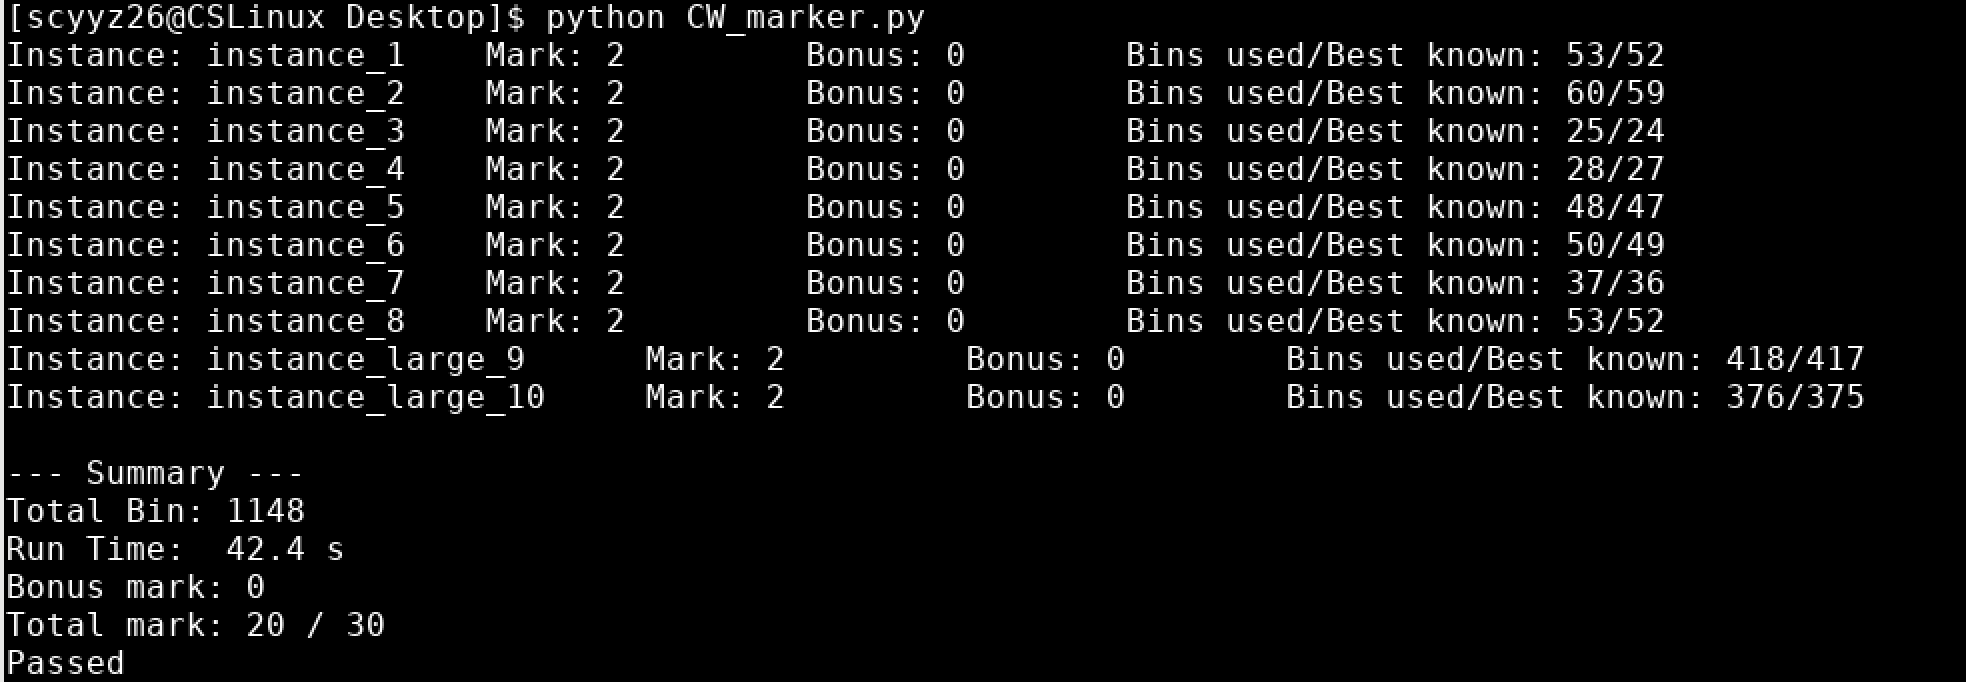 [scyyz26@CSLinux Desktop]$ python CW_marker.py
Instance: instance_1    Mark: 2         Bonus: 0        Bins used/Best known: 53/52
Instance: instance_2    Mark: 2         Bonus: 0        Bins used/Best known: 60/59
Instance: instance_3    Mark: 2         Bonus: 0        Bins used/Best known: 25/24
Instance: instance_4    Mark: 2         Bonus: 0        Bins used/Best known: 28/27
Instance: instance_5    Mark: 2         Bonus: 0        Bins used/Best known: 48/47
Instance: instance_6    Mark: 2         Bonus: 0        Bins used/Best known: 50/49
Instance: instance_7    Mark: 2         Bonus: 0        Bins used/Best known: 37/36
Instance: instance_8    Mark: 2         Bonus: 0        Bins used/Best known: 53/52
Instance: instance_large_9      Mark: 2         Bonus: 0        Bins used/Best known: 418/417
Instance: instance_large_10     Mark: 2         Bonus: 0        Bins used/Best known: 376/375

--- Summary ---
Total Bin: 1148
Run Time:  42.4 s
Bonus mark: 0
Total mark: 20 / 30
Passed